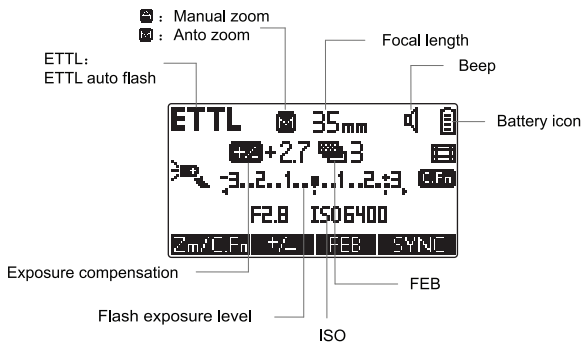 : Manual zoom
: Anto zoom
Focal length
ETTL:
ETTL auto flash
Beep
Battery icon
ETTL M 35mm
+2.7 3
-3..2..1..■..1..2..+3 C.Fn
F2.8 ISO6400
Zm/C.Fn +/- FEB SYNC
Exposure compensation
FEB
Flash exposure level
ISO